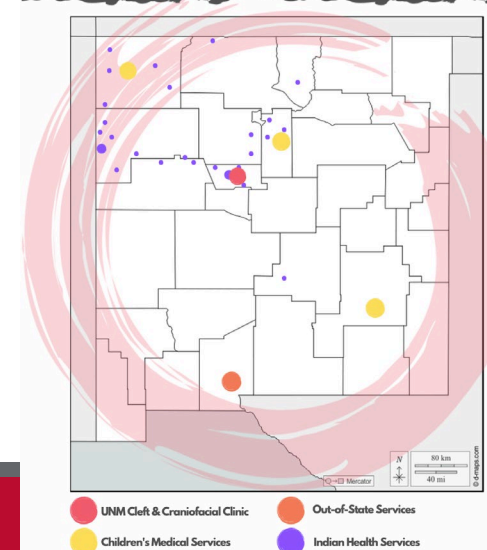 80 km
N
40 mi
Mercator
© d-maps.com
UNM Cleft & Craniofacial Clinic
Out-of-State Services
Children's Medical Services
Indian Health Services